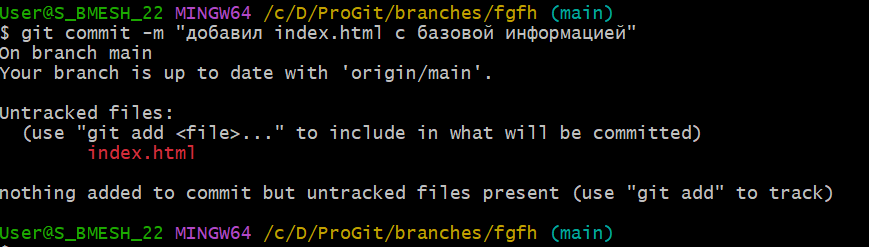 User@S_BMESH_22 MINGW64 /c/D/ProGit/branches/fgfh (main)
$ git commit -m "добавил index.html с базовой информацией"
On branch main
Your branch is up to date with 'origin/main'.
Untracked files:
(use "git add <file>..." to include in what will be committed)
index.html
nothing added to commit but untracked files present (use "git add" to track)
User@S_BMESH_22 MINGW64 /c/D/ProGit/branches/fgfh (main)